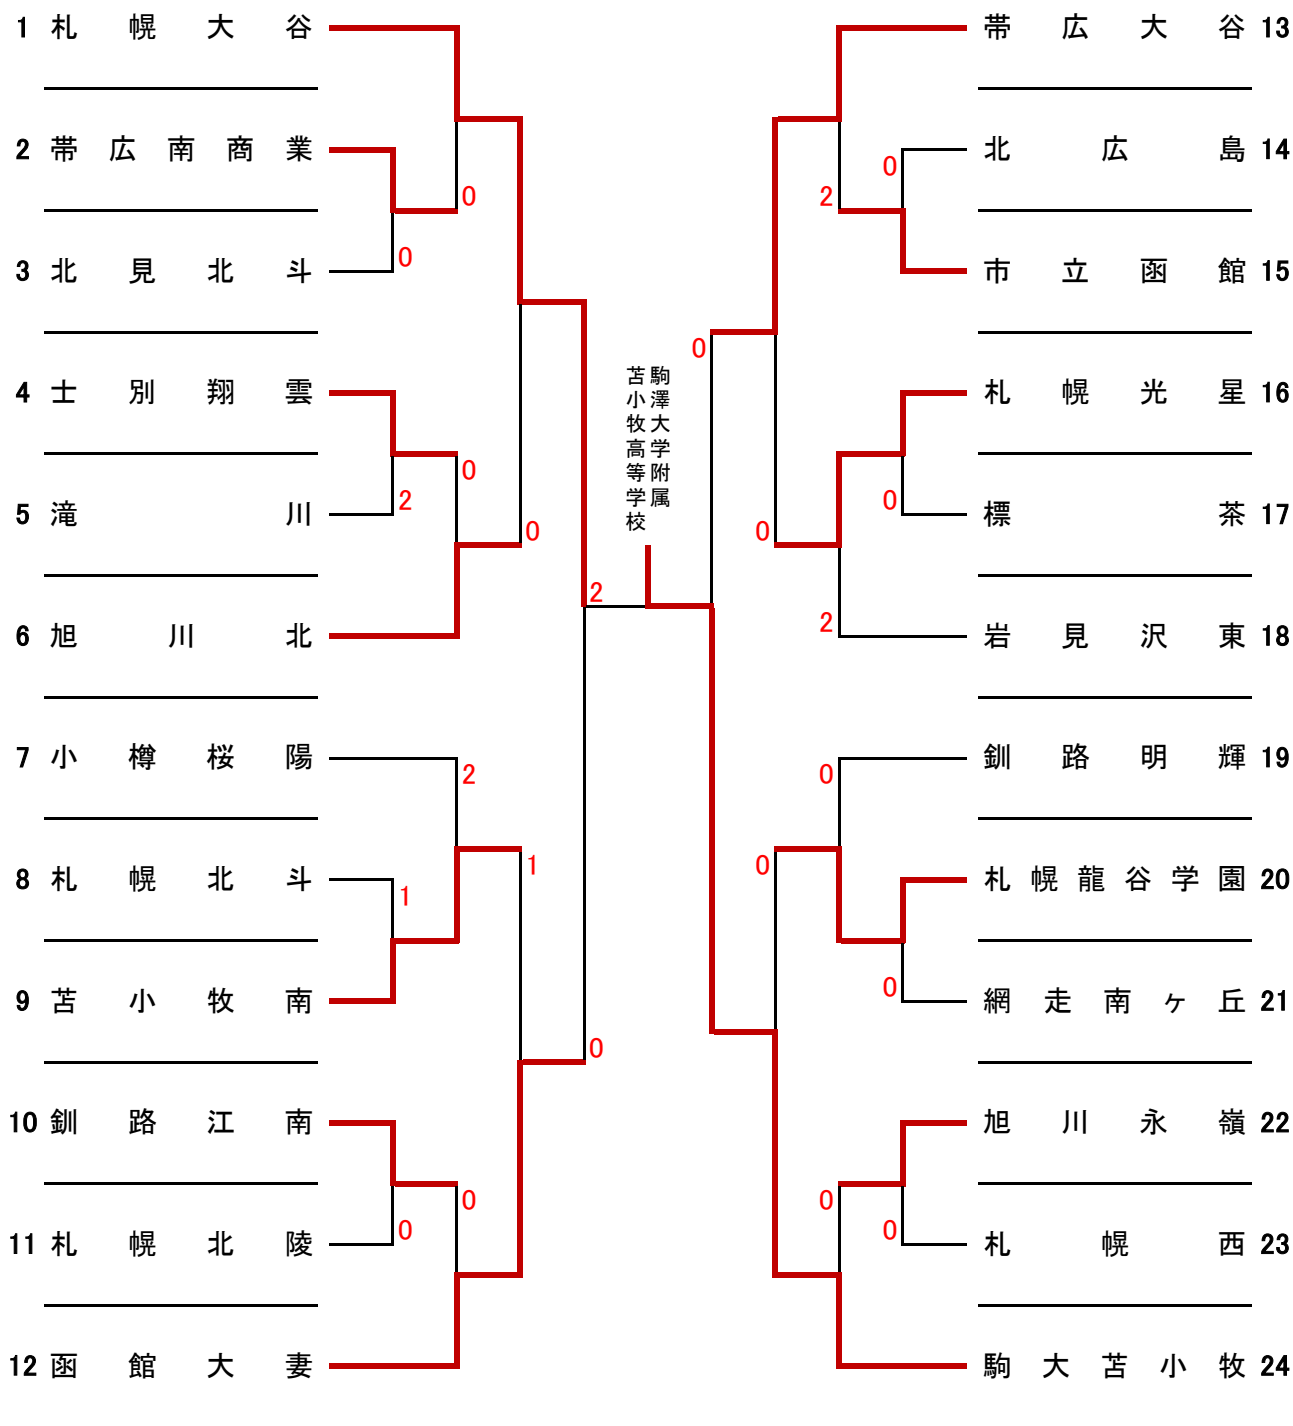 1 札幌大谷
2 帯広南商業
3 北見北斗
4 士別翔雲
5 滝川
6 旭川北
7 小樽桜陽
8 札幌北斗
9 苫小牧南
10 釧路江南
11 札幌北陵
12 函館大妻
0
0
0
2
0
2
1
1
0
0
2
0
駒澤大学附属
苫小牧高等学校
0
0
2
0
0
2
0
0
0
0
0
帯広大谷 13
北広島 14
市立函館 15
札幌光星 16
標茶 17
岩見沢東 18
釧路明輝 19
札幌龍谷学園 20
網走南ヶ丘 21
旭川永嶺 22
札幌西 23
駒大苫小牧 24